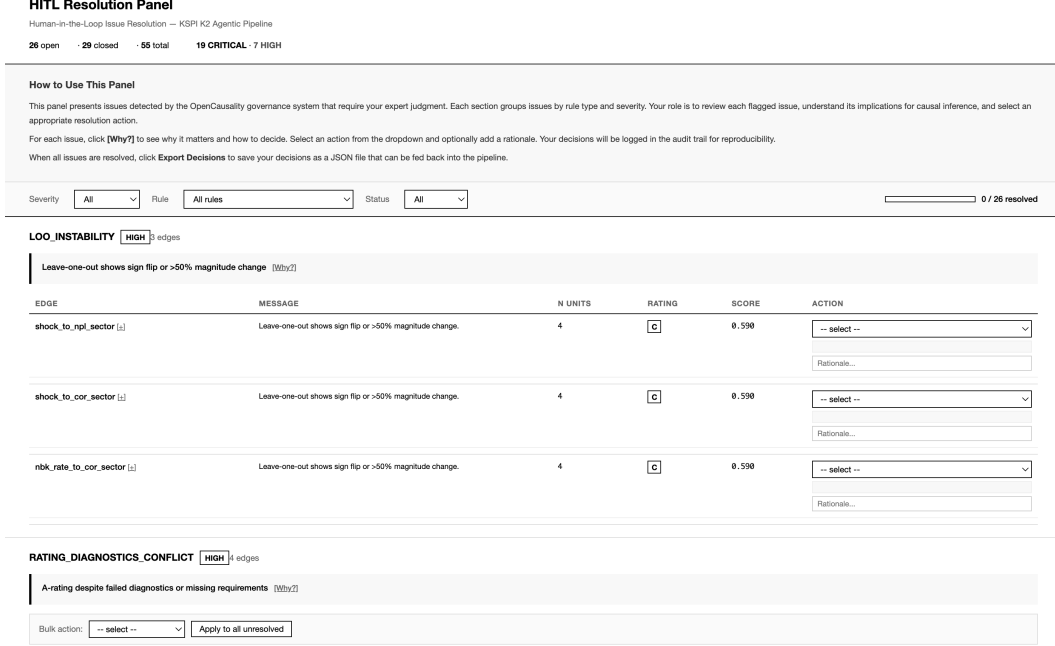 HITL Resolution Panel
Human-in-the-Loop Issue Resolution — KSPI K2 Agentic Pipeline
26 open · 29 closed · 55 total 19 CRITICAL · 7 HIGH
How to Use This Panel
This panel presents issues detected by the OpenCausality governance system that require your expert judgment. Each section groups issues by rule type and severity. Your role is to review each flagged issue, understand its implications for causal inference, and select an
appropriate resolution action.
For each issue, click [Why?] to see why it matters and how to decide. Select an action from the dropdown and optionally add a rationale. Your decisions will be logged in the audit trail for reproducibility.
When all issues are resolved, click Export Decisions to save your decisions as a JSON file that can be fed back into the pipeline.
Severity All Rule All rules Status All 0 / 26 resolved
LOO_INSTABILITY HIGH 3 edges
Leave-one-out shows sign flip or >50% magnitude change [Why?]
EDGE MESSAGE N UNITS RATING SCORE ACTION
shock_to_npl_sector [+] Leave-one-out shows sign flip or >50% magnitude change. 4 C 0.590 -- select --
Rationale...
shock_to_cor_sector [+] Leave-one-out shows sign flip or >50% magnitude change. 4 C 0.590 -- select --
Rationale...
nbk_rate_to_cor_sector [+] Leave-one-out shows sign flip or >50% magnitude change. 4 C 0.590 -- select --
Rationale...
RATING_DIAGNOSTICS_CONFLICT HIGH 4 edges
A-rating despite failed diagnostics or missing requirements [Why?]
Bulk action: -- select -- Apply to all unresolved